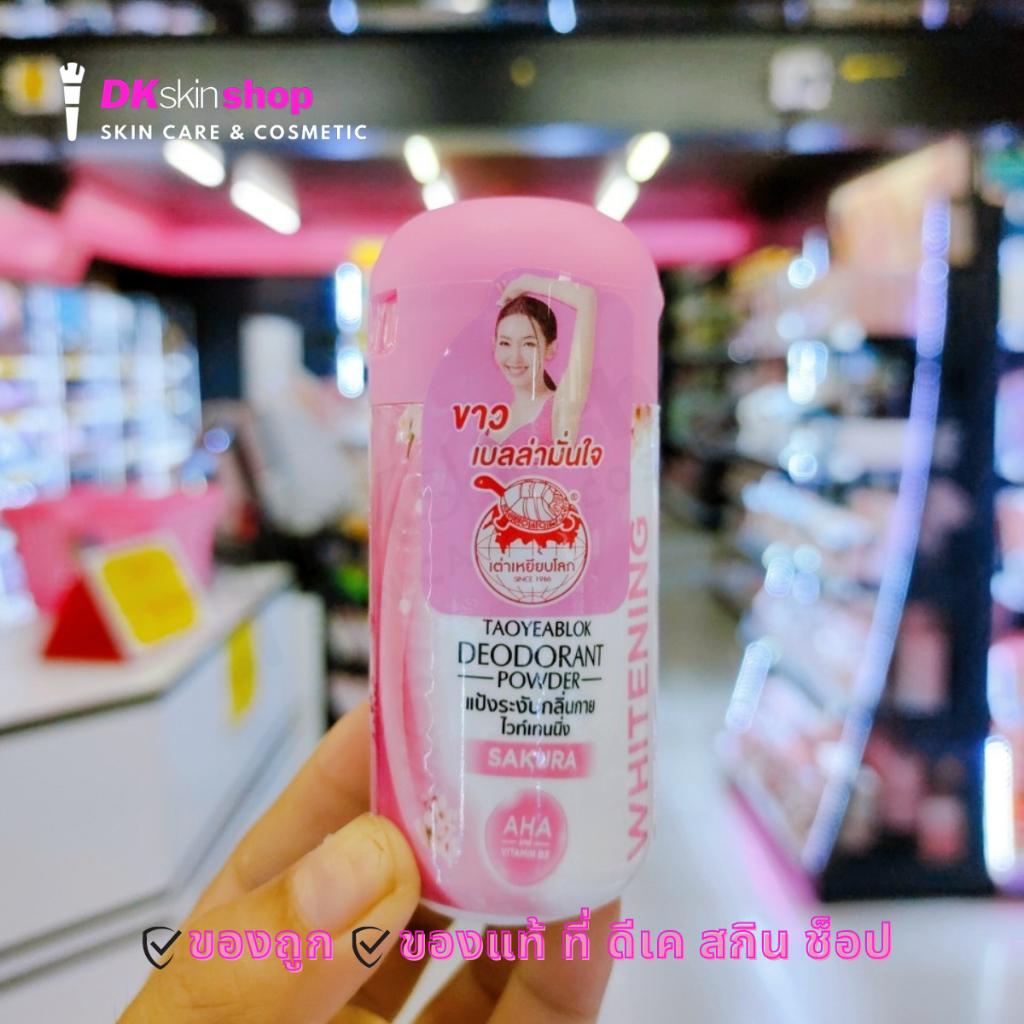 DKskinshop
SKIN CARE & COSMETIC
ขาว
เบลล่ามั่นใจ
เต่าเหยียบโลก
SINCE 1986
TAOYEABLOK
DEODORANT
POWDER
แป้งระงับกลิ่นกาย
ไวท์เทนนิ่ง
SAKURA
AHA
and
VITAMIN B3
WHITENING
ของถูก ของแท้ ที่ ดีเค สกิน ช็อป